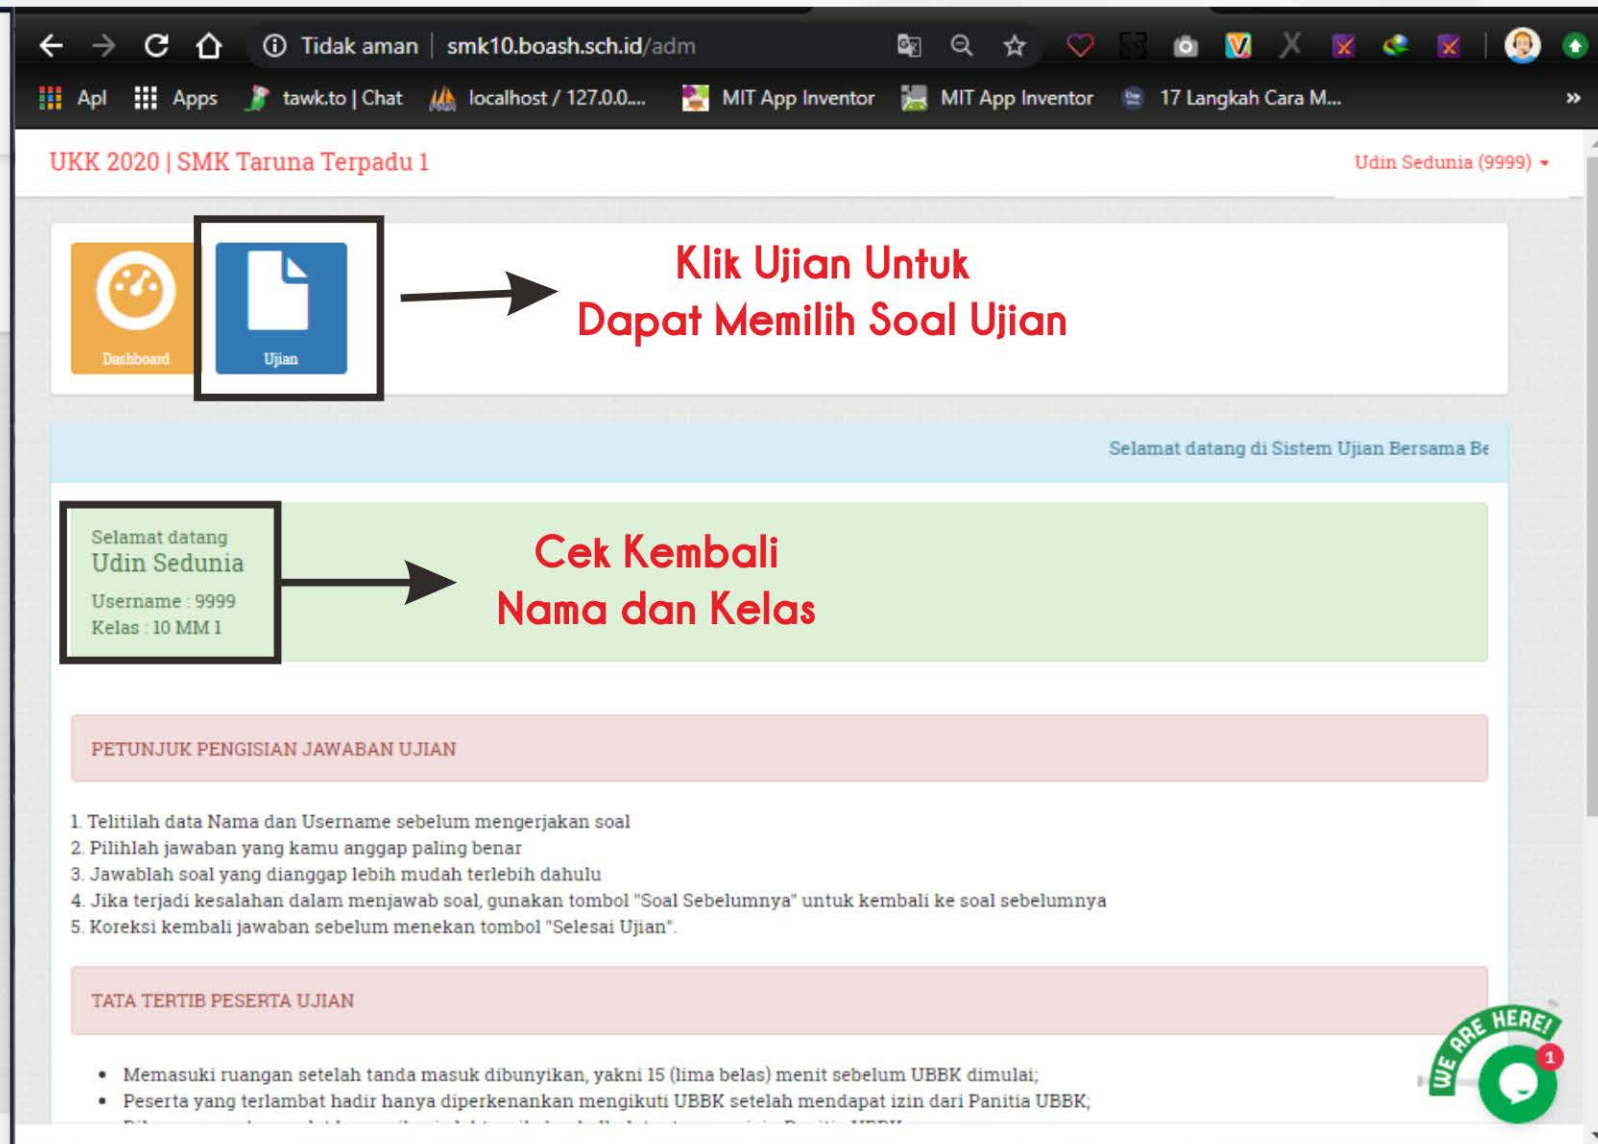 Tidak aman | smk10.boash.sch.id/adm
Apl Apps tawk.to | Chat localhost / 127.0.0.... MIT App Inventor MIT App Inventor 17 Langkah Cara M... »
UKK 2020 | SMK Taruna Terpadu 1
Udin Sedunia (9999)
Dashboard
Ujian
Klik Ujian Untuk
Dapat Memilih Soal Ujian
Selamat datang di Sistem Ujian Bersama Be
Selamat datang
Udin Sedunia
Username : 9999
Kelas : 10 MM 1
Cek Kembali
Nama dan Kelas
PETUNJUK PENGISIAN JAWABAN UJIAN
1. Telitilah data Nama dan Username sebelum mengerjakan soal
2. Pilihlah jawaban yang kamu anggap paling benar
3. Jawablah soal yang dianggap lebih mudah terlebih dahulu
4. Jika terjadi kesalahan dalam menjawab soal, gunakan tombol "Soal Sebelumnya" untuk kembali ke soal sebelumnya
5. Koreksi kembali jawaban sebelum menekan tombol "Selesai Ujian".
TATA TERTIB PESERTA UJIAN
• Memasuki ruangan setelah tanda masuk dibunyikan, yakni 15 (lima belas) menit sebelum UBBK dimulai;
• Peserta yang terlambat hadir hanya diperkenankan mengikuti UBBK setelah mendapat izin dari Panitia UBBK;
WE ARE HERE!
1